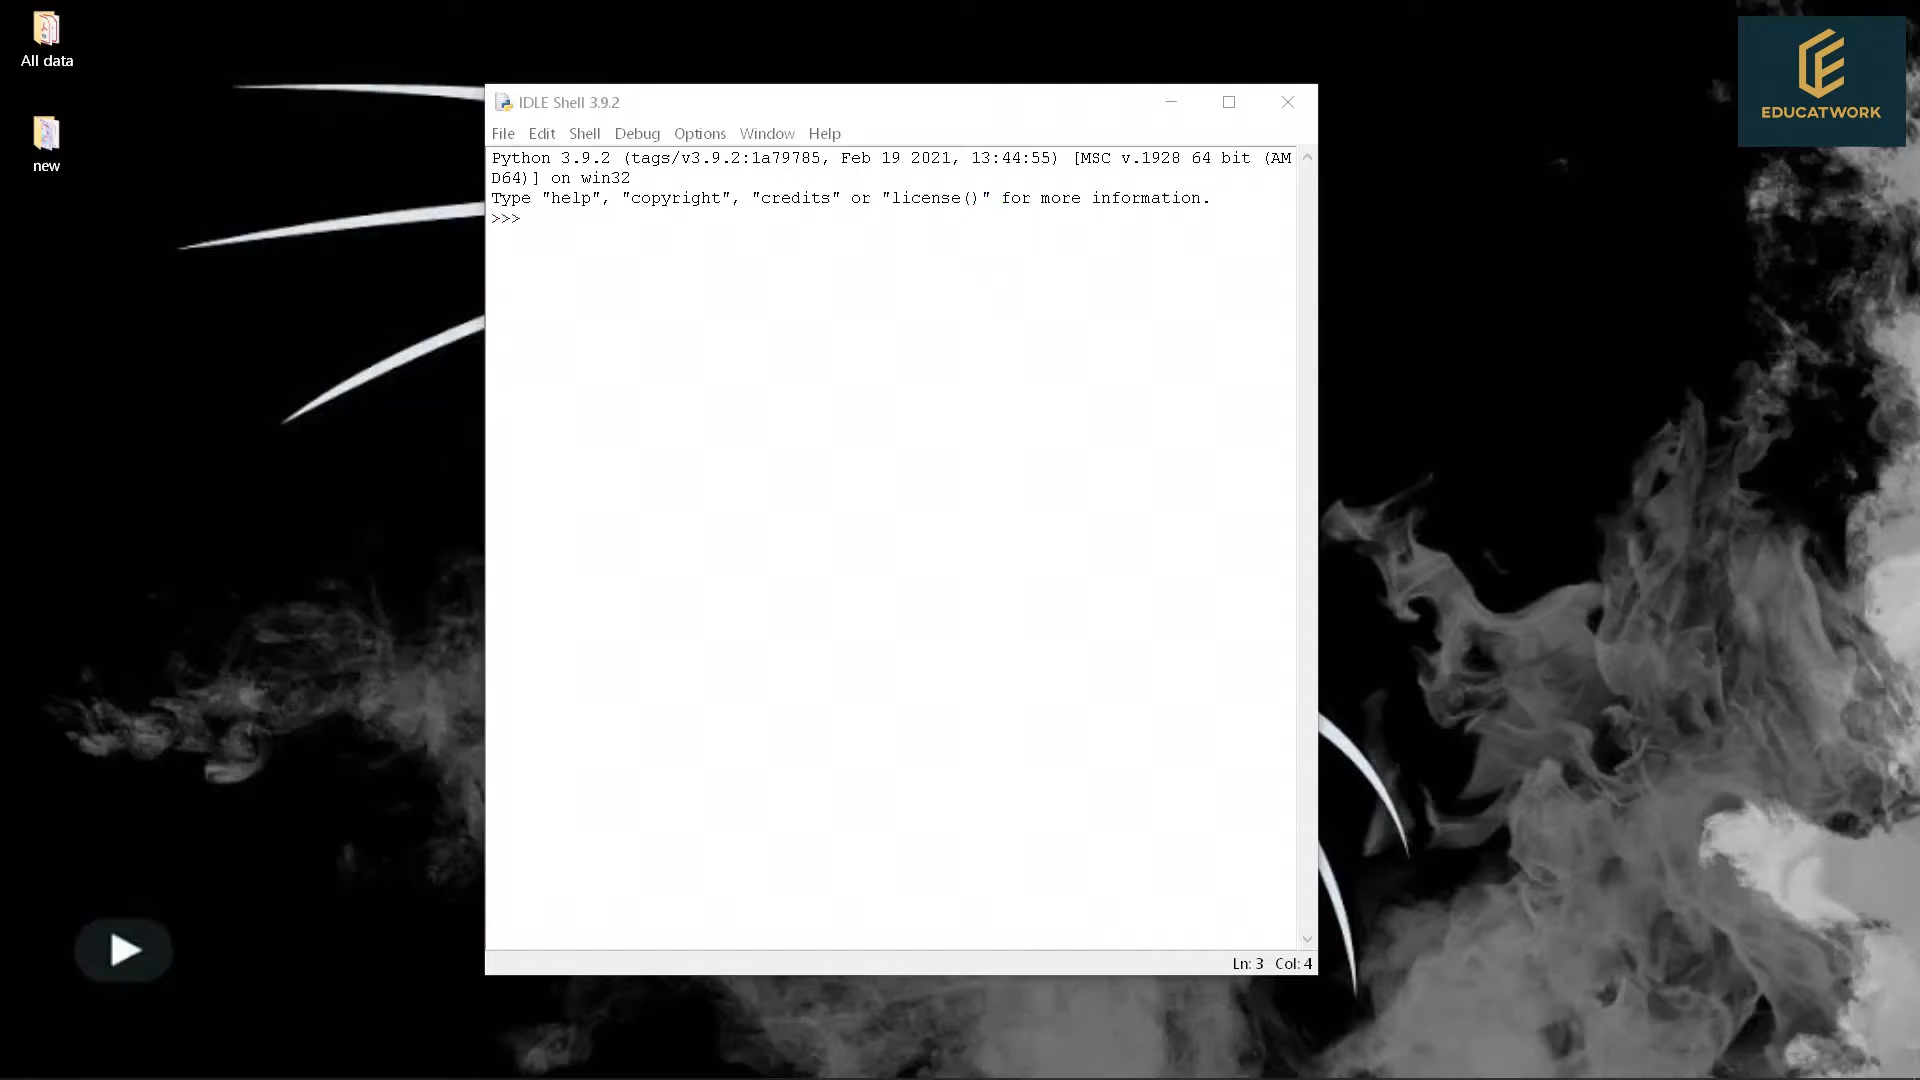 All data
new
EDUCATWORK
IDLE Shell 3.9.2
File Edit Shell Debug Options Window Help
Python 3.9.2 (tags/v3.9.2:1a79785, Feb 19 2021, 13:44:55) [MSC v.1928 64 bit (AM
D64)] on win32
Type "help", "copyright", "credits" or "license()" for more information.
>>>
Ln: 3 Col: 4